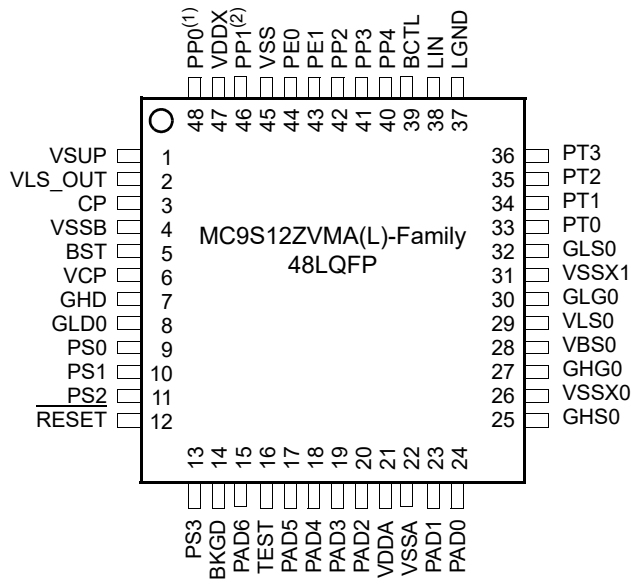 PP0(1)
VDDX
PP1(2)
VSS
PE0
PE1
PP2
PP3
PP4
BCTL
LIN
LGND
48
47
46
45
44
43
42
41
40
39
38
37
VSUP 1
VLS_OUT 2
CP 3
VSSB 4
BST 5
VCP 6
GHD 7
GLD0 8
PS0 9
PS1 10
PS2 11
RESET 12
MC9S12ZVMA(L)-Family
48LQFP
36 PT3
35 PT2
34 PT1
33 PT0
32 GLS0
31 VSSX1
30 GLG0
29 VLS0
28 VBS0
27 GHG0
26 VSSX0
25 GHS0
13
14
15
16
17
18
19
20
21
22
23
24
PS3
BKGD
PAD6
TEST
PAD5
PAD4
PAD3
PAD2
VDDA
VSSA
PAD1
PAD0